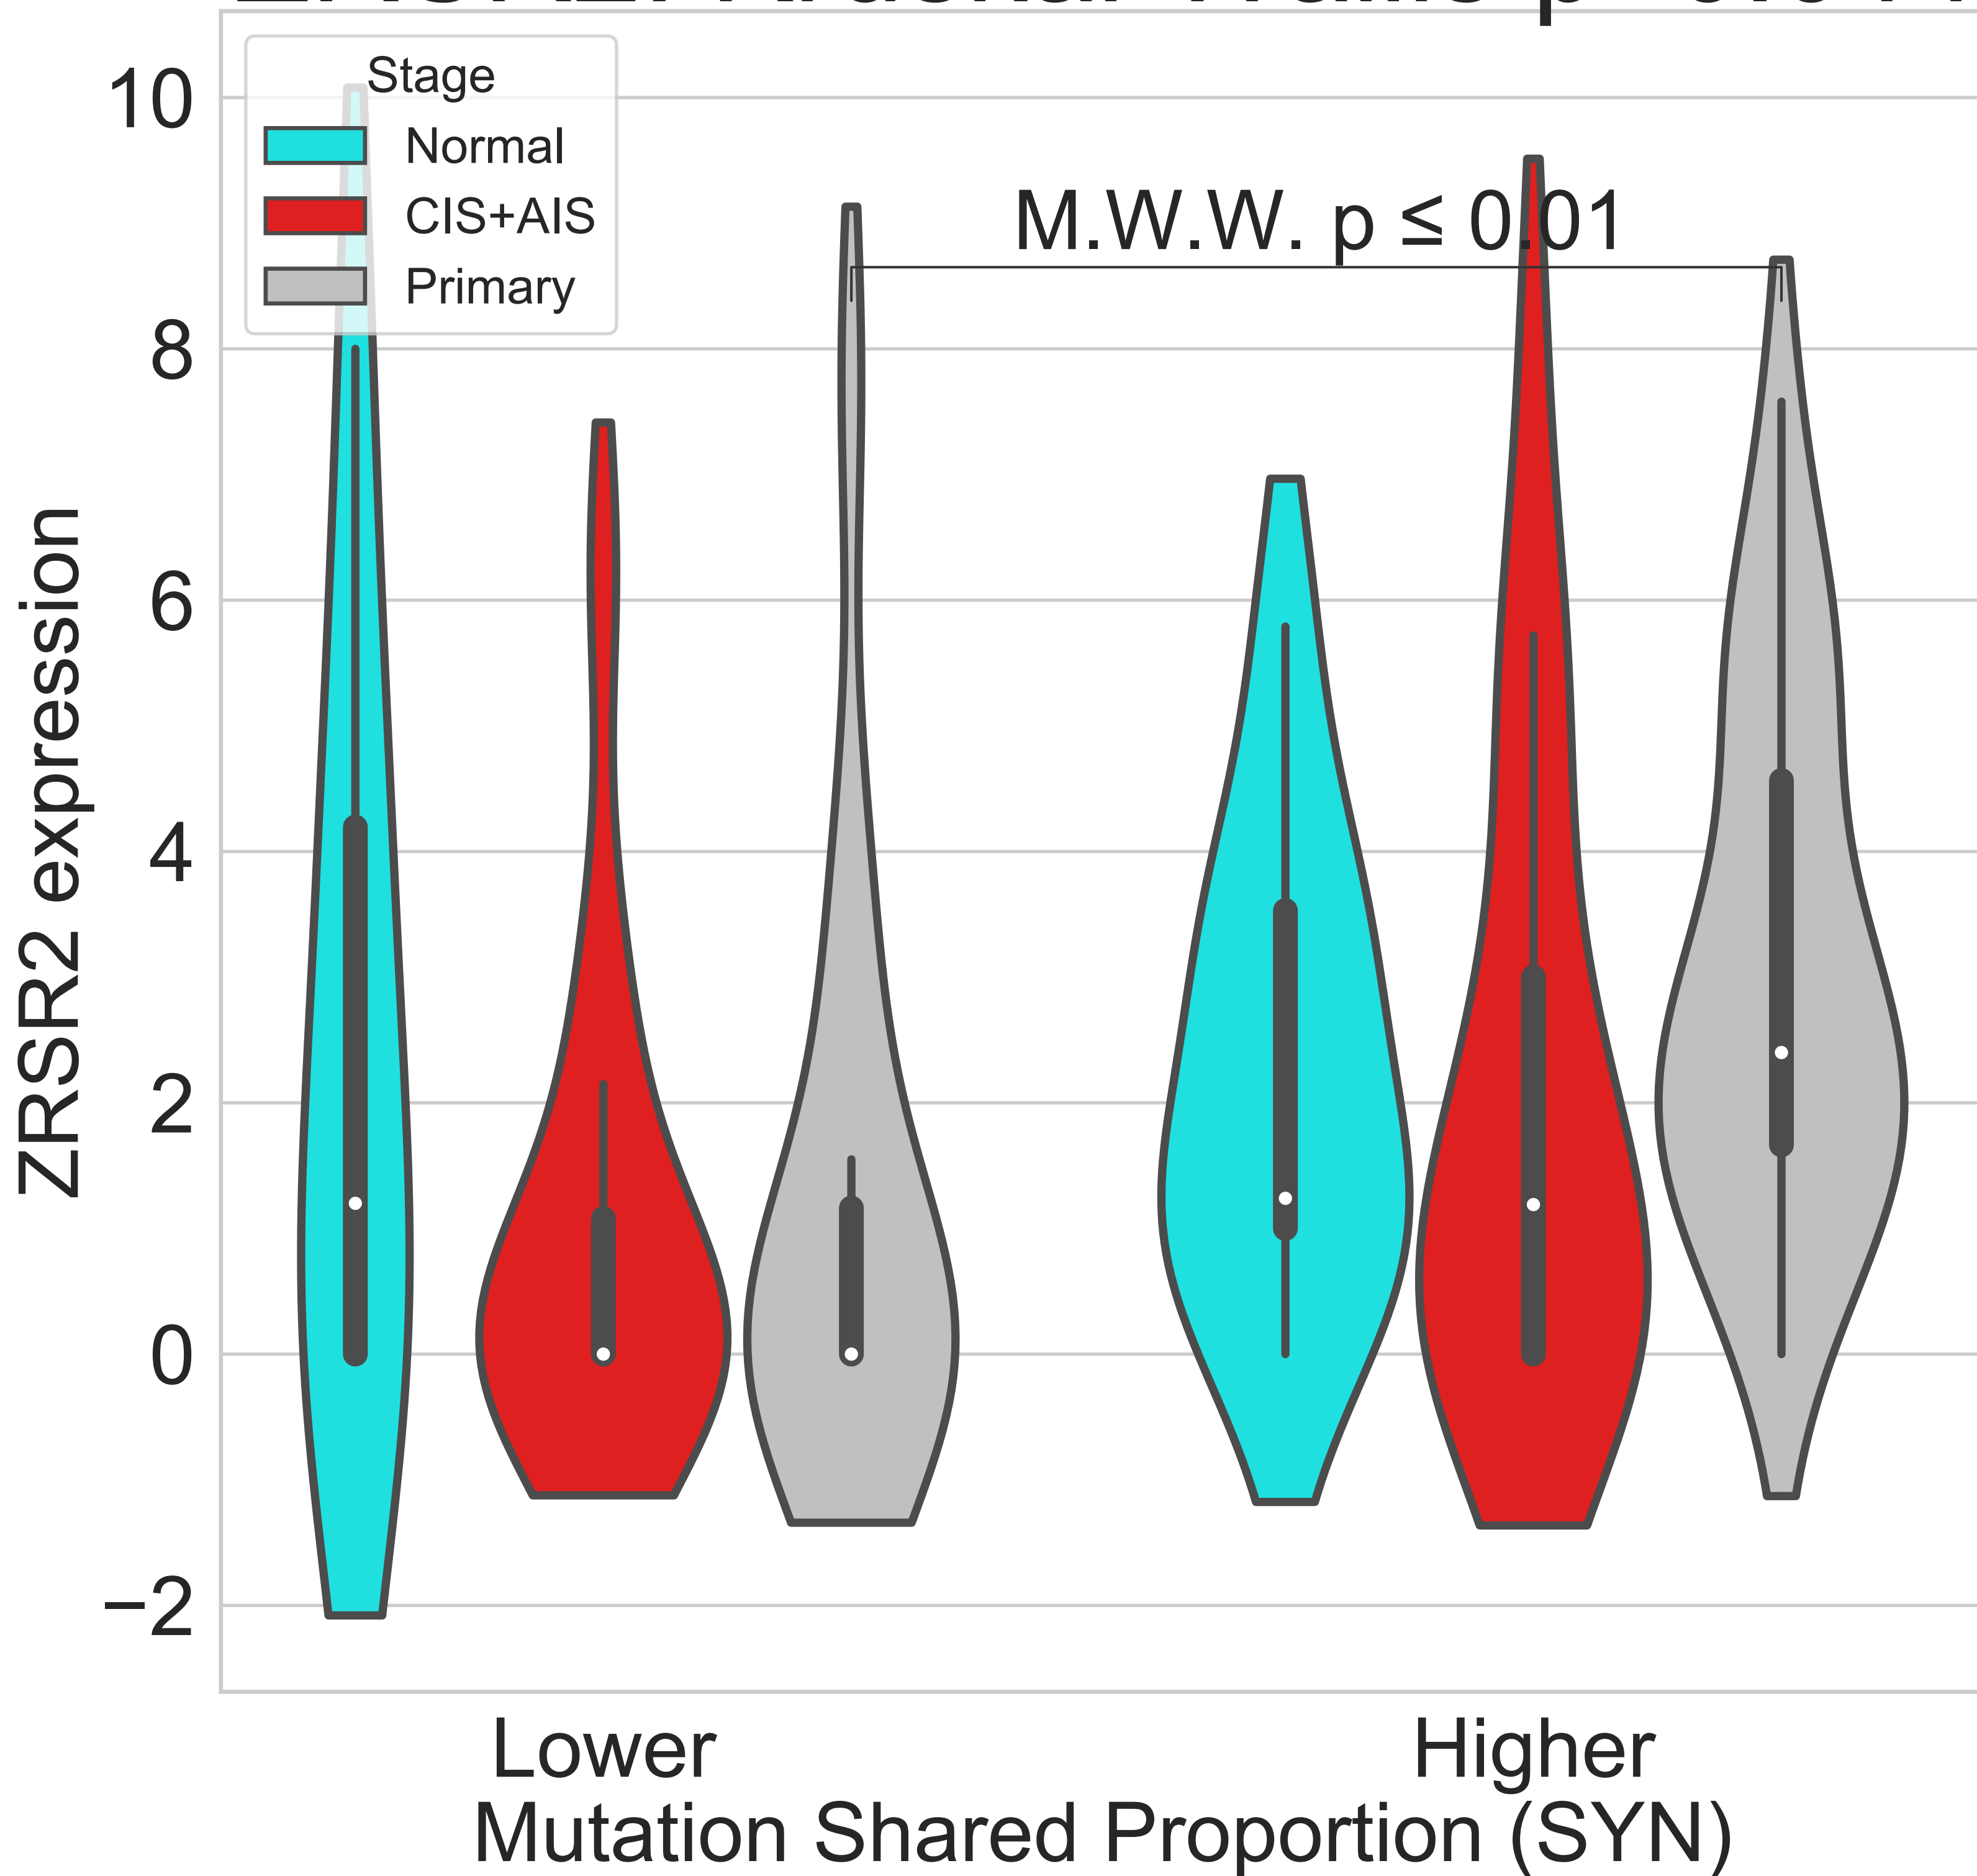 Stage
Normal
CIS+AIS
Primary
M.W.W. p ≤ 0.01
10
8
6
4
2
0
−2
ZRSR2 expression
Lower
Higher
Mutation Shared Proportion (SYN)